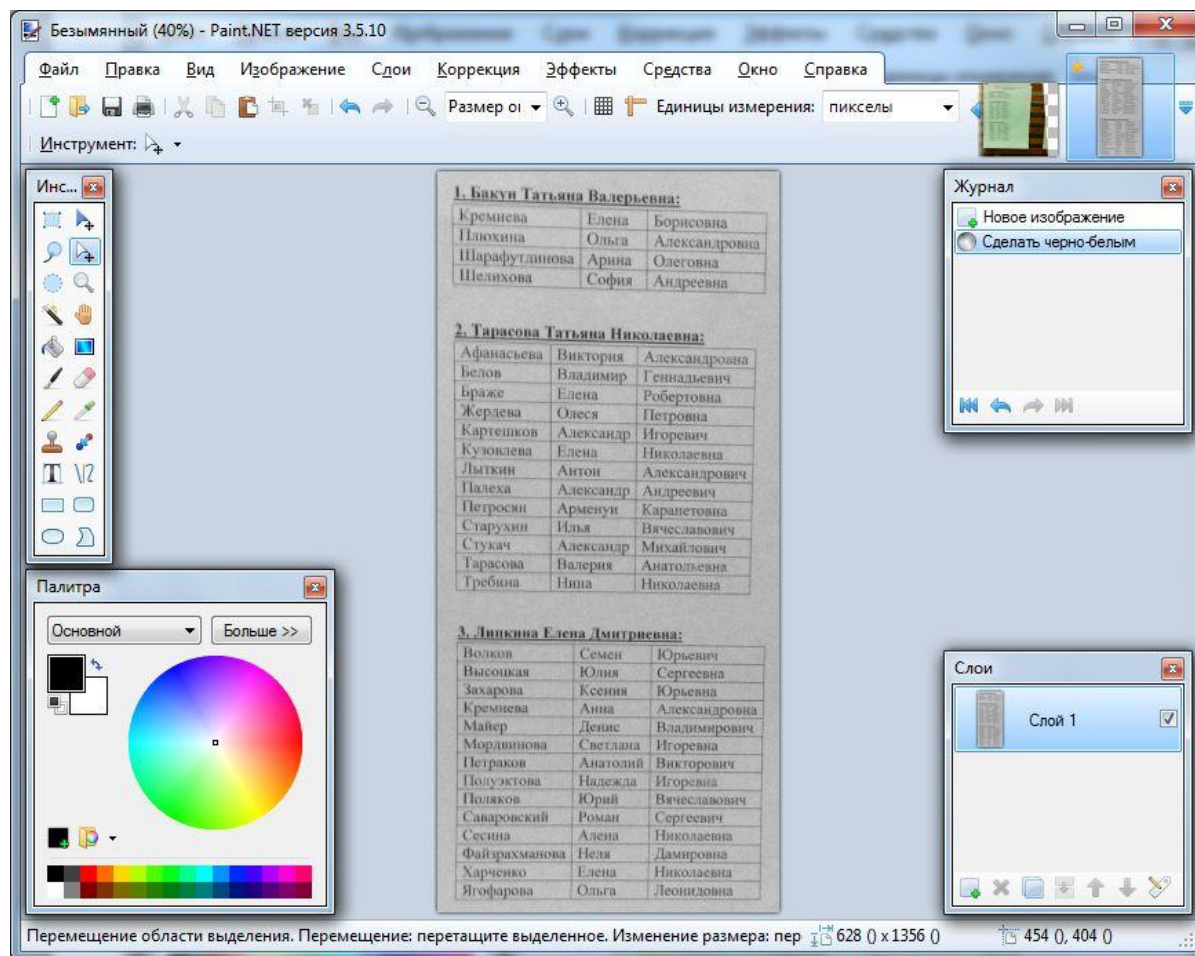 Безымянный (40%) - Paint.NET версия 3.5.10
Файл Правка Вид Изображение Слои Коррекция Эффекты Средства Окно Справка
Размер Единицы измерения: пикселы
Инструмент:
Инс...
Журнал
Новое изображение
Сделать черно-белым
1. Бакун Татьяна Валерьевна:
Кремнева Елена Борисовна
Плюхина Ольга Александровна
Шарафутдинова Арина Олеговна
Шелихова София Андреевна
2. Тарасова Татьяна Николаевна:
Афанасьева Виктория Александровна
Белов Владимир Геннадьевич
Браже Елена Робертовна
Жердева Олеся Петровна
Картешков Александр Игоревич
Кузовлева Елена Николаевна
Лыткин Антон Александрович
Палеха Александр Андреевич
Петросян Арменуи Карапетовна
Старухин Илья Вячеславович
Стукач Александр Михайлович
Тарасова Валерия Анатольевна
Требина Нина Николаевна
3. Липкина Елена Дмитриевна:
Волков Семен Юрьевич
Высоцкая Юлия Сергеевна
Захарова Ксения Юрьевна
Кремнева Анна Александровна
Майер Денис Владимирович
Мордвинова Светлана Игоревна
Петраков Анатолий Викторович
Полуэктова Надежда Игоревна
Поляков Юрий Вячеславович
Саваровский Роман Сергеевич
Сесина Алена Николаевна
Файзрахманова Неля Дамировна
Харченко Елена Николаевна
Ягофарова Ольга Леонидовна
Палитра
Основной Больше >>
Слои
Слой 1
Перемещение области выделения. Перемещение: перетащите выделенное. Изменение размера: пер 628 () x 1356 () 454 (), 404 ()